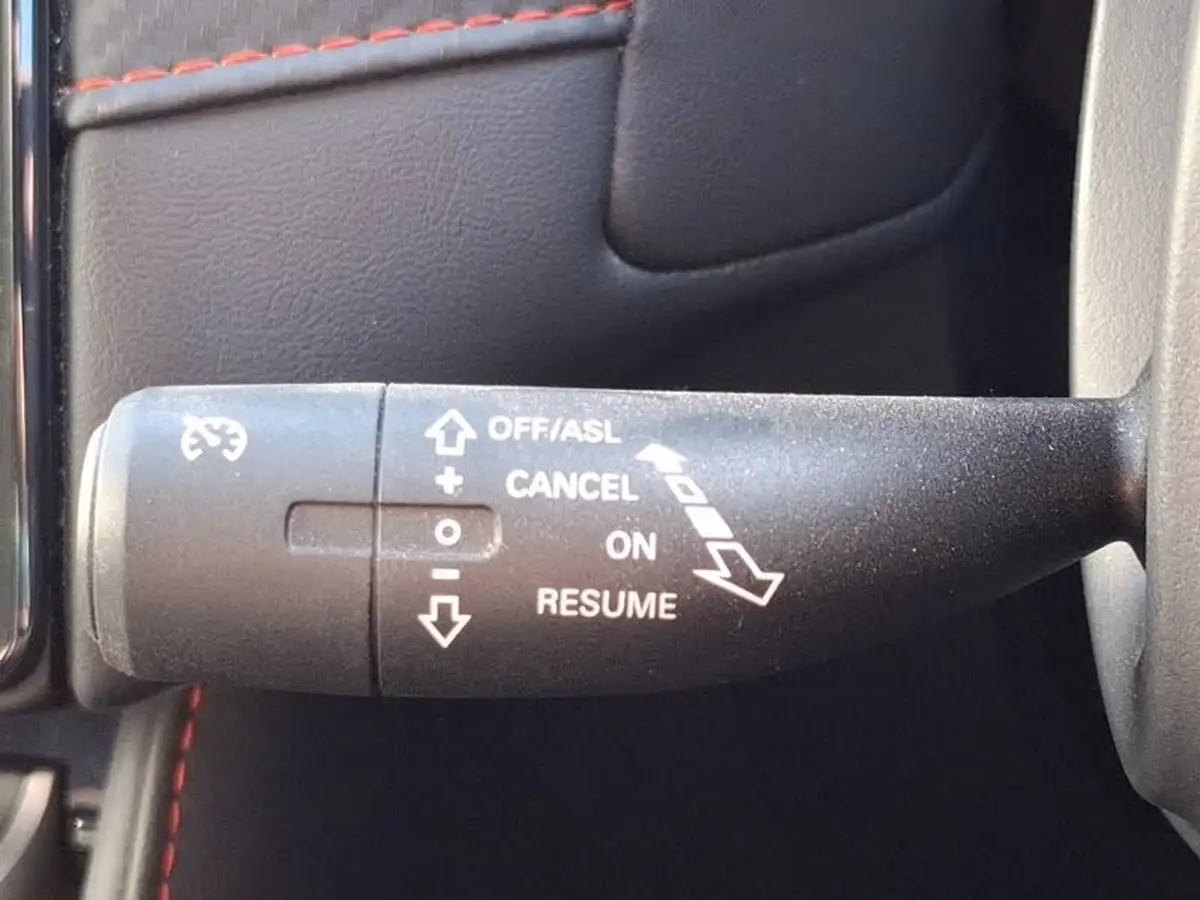 OFF/ASL
+
CANCEL
O
ON
-
RESUME